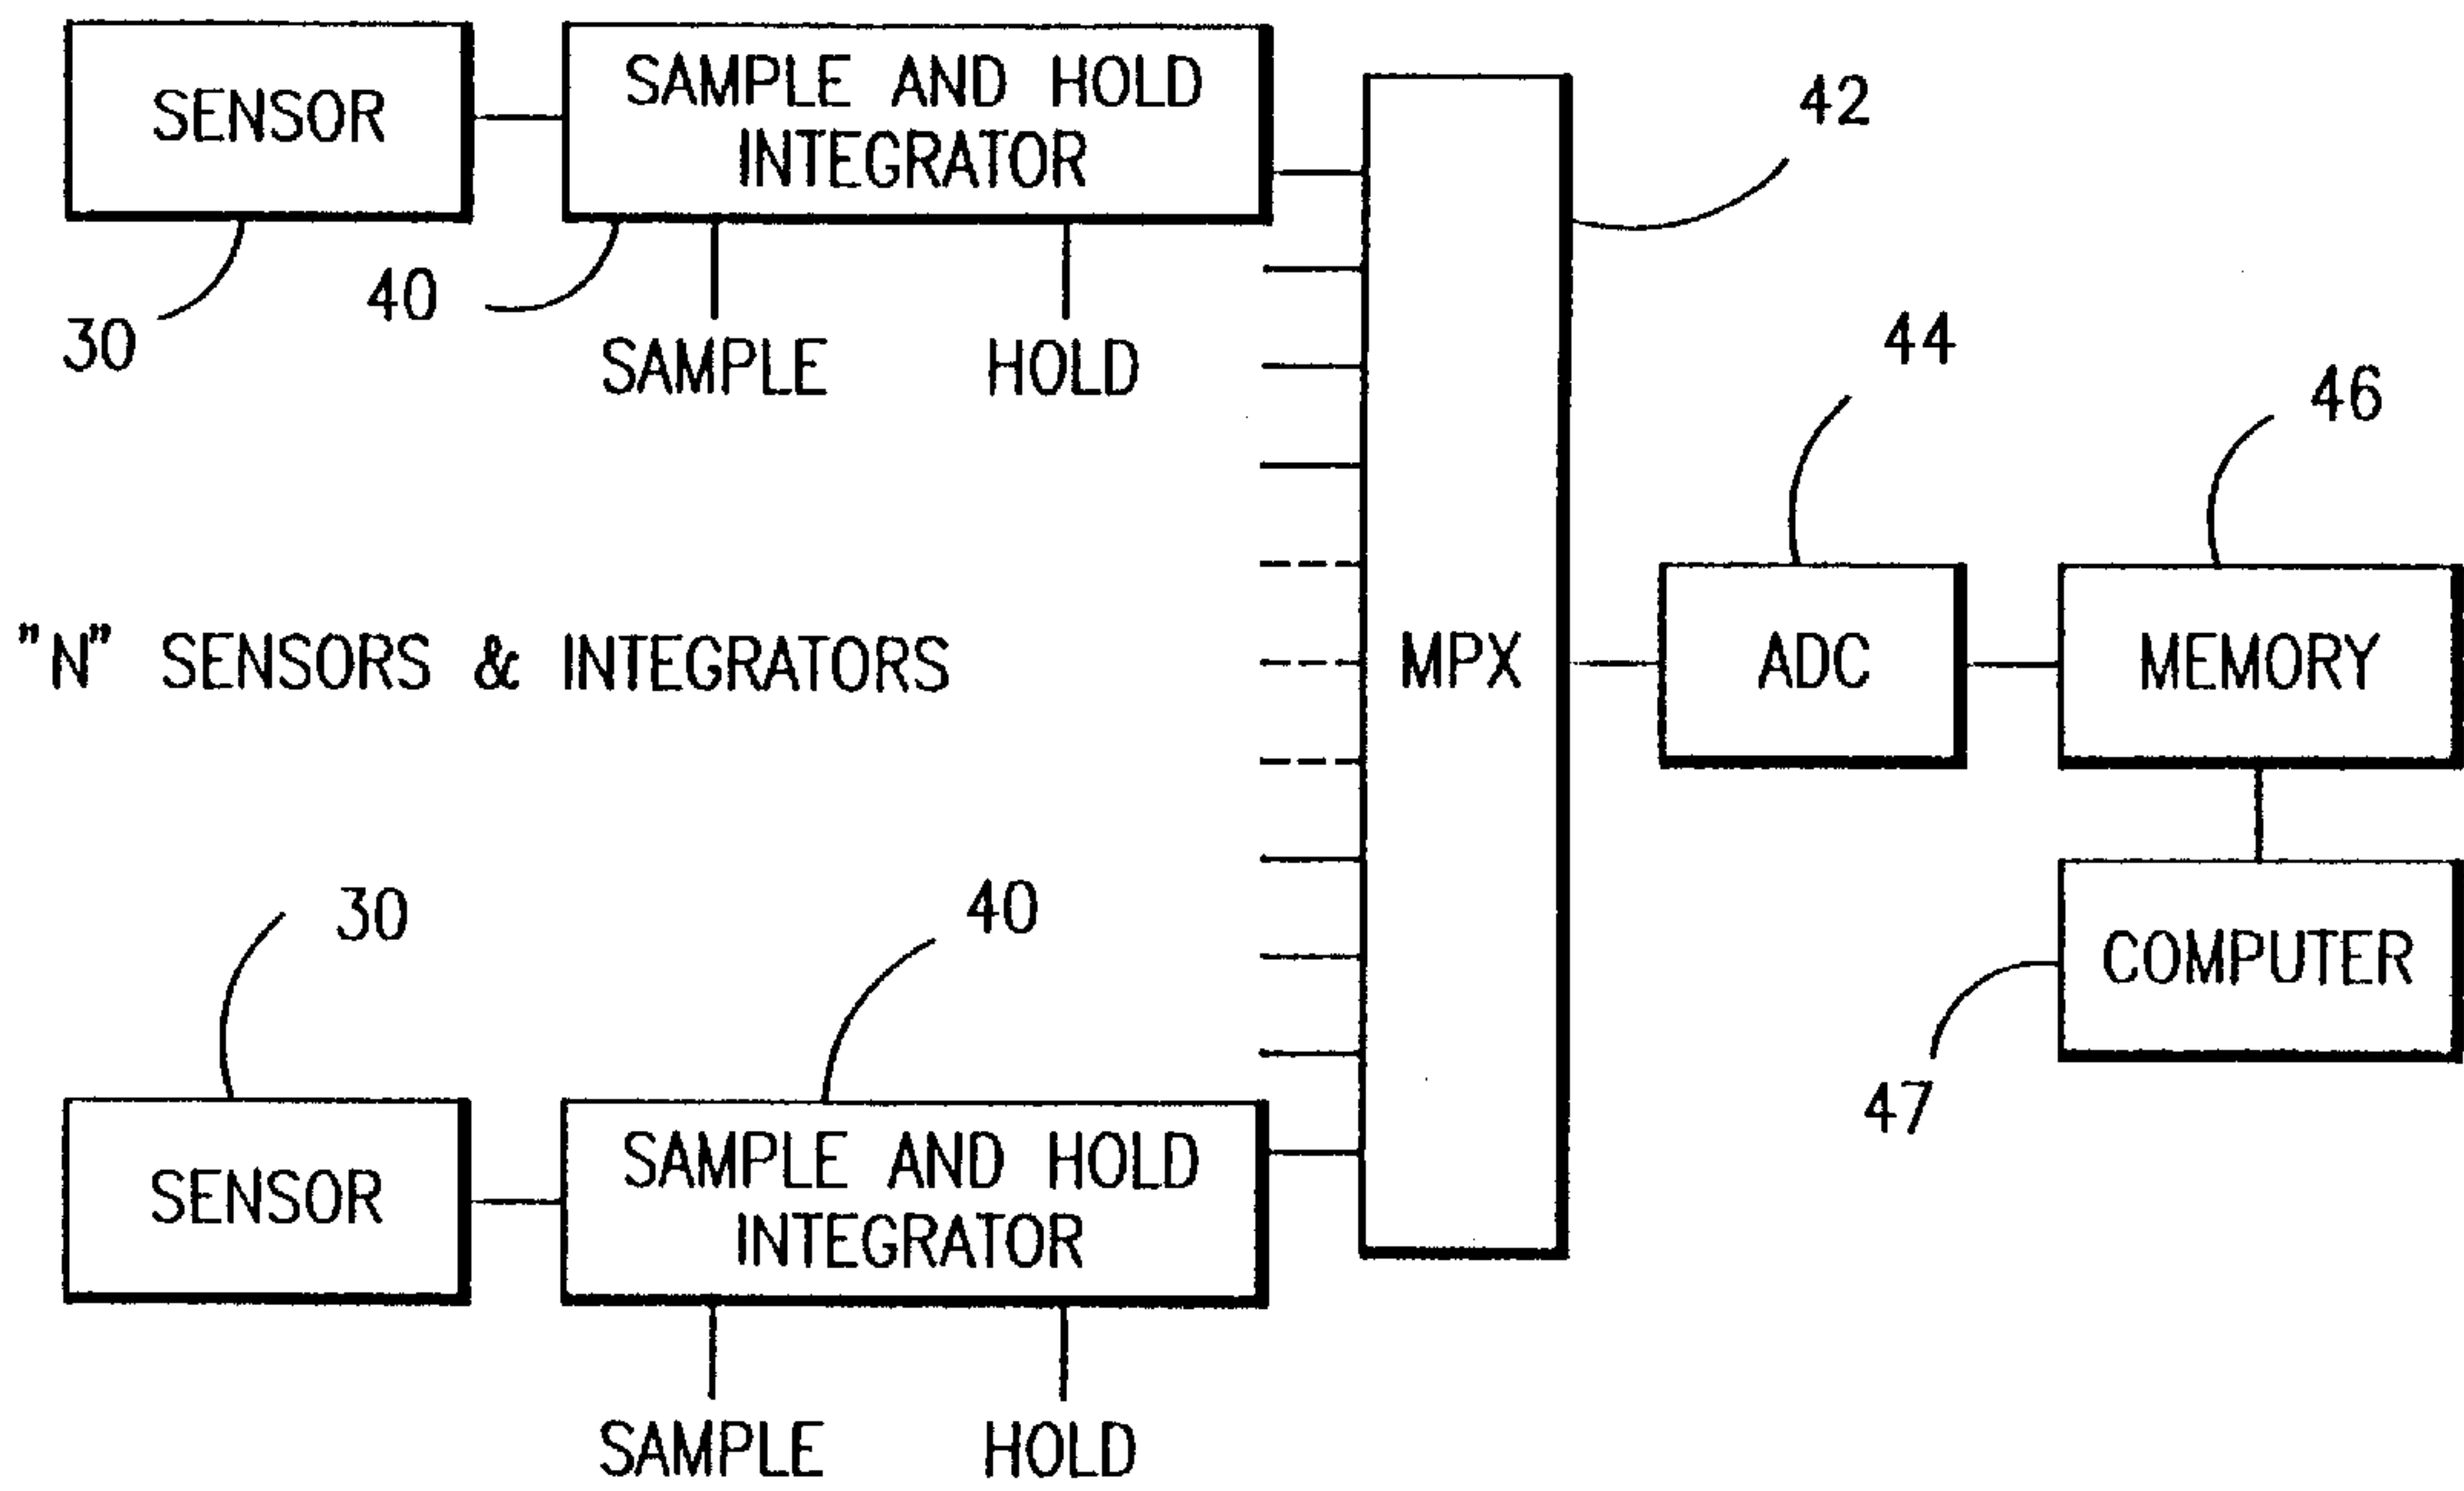 SENSOR
SAMPLE AND HOLD
INTEGRATOR
42
30
40
SAMPLE
HOLD
44
46
"N" SENSORS & INTEGRATORS
MPX
ADC
MEMORY
30
40
COMPUTER
47
SENSOR
SAMPLE AND HOLD
INTEGRATOR
SAMPLE
HOLD